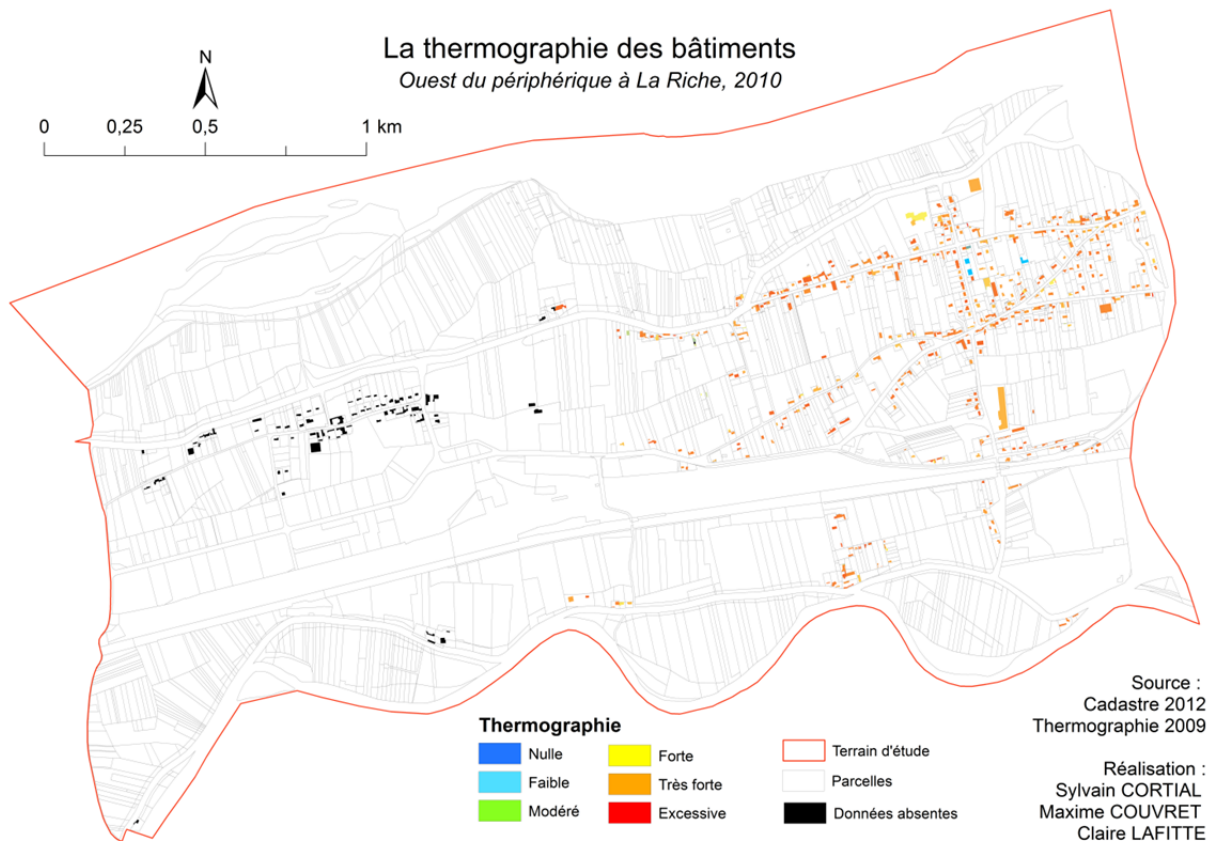 La thermographie des bâtiments
Ouest du périphérique à La Riche, 2010
N
0 0,25 0,5 1 km
Thermographie
Nulle
Faible
Modéré
Forte
Très forte
Excessive
Terrain d'étude
Parcelles
Données absentes
Source :
Cadastre 2012
Thermographie 2009
Réalisation :
Sylvain CORTIAL
Maxime COUVRET
Claire LAFITTE